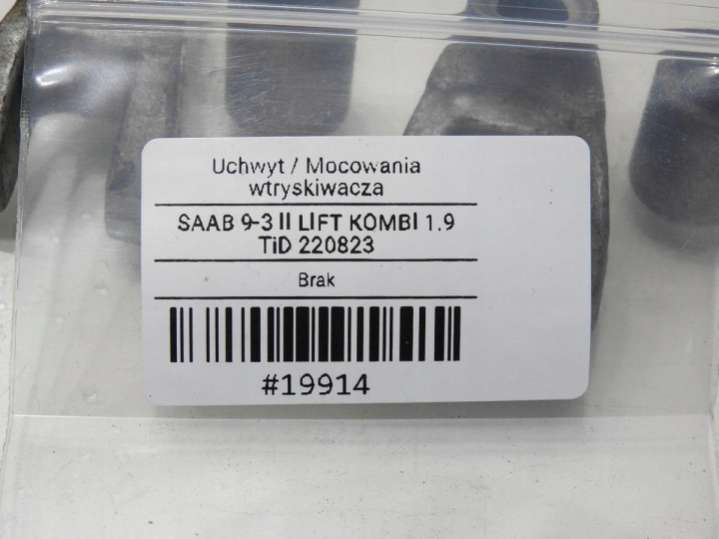 Uchwyt / Mocowania
wtryskiwacza
SAAB 9-3 II LIFT KOMBI 1.9
TiD 220823
Brak
#19914